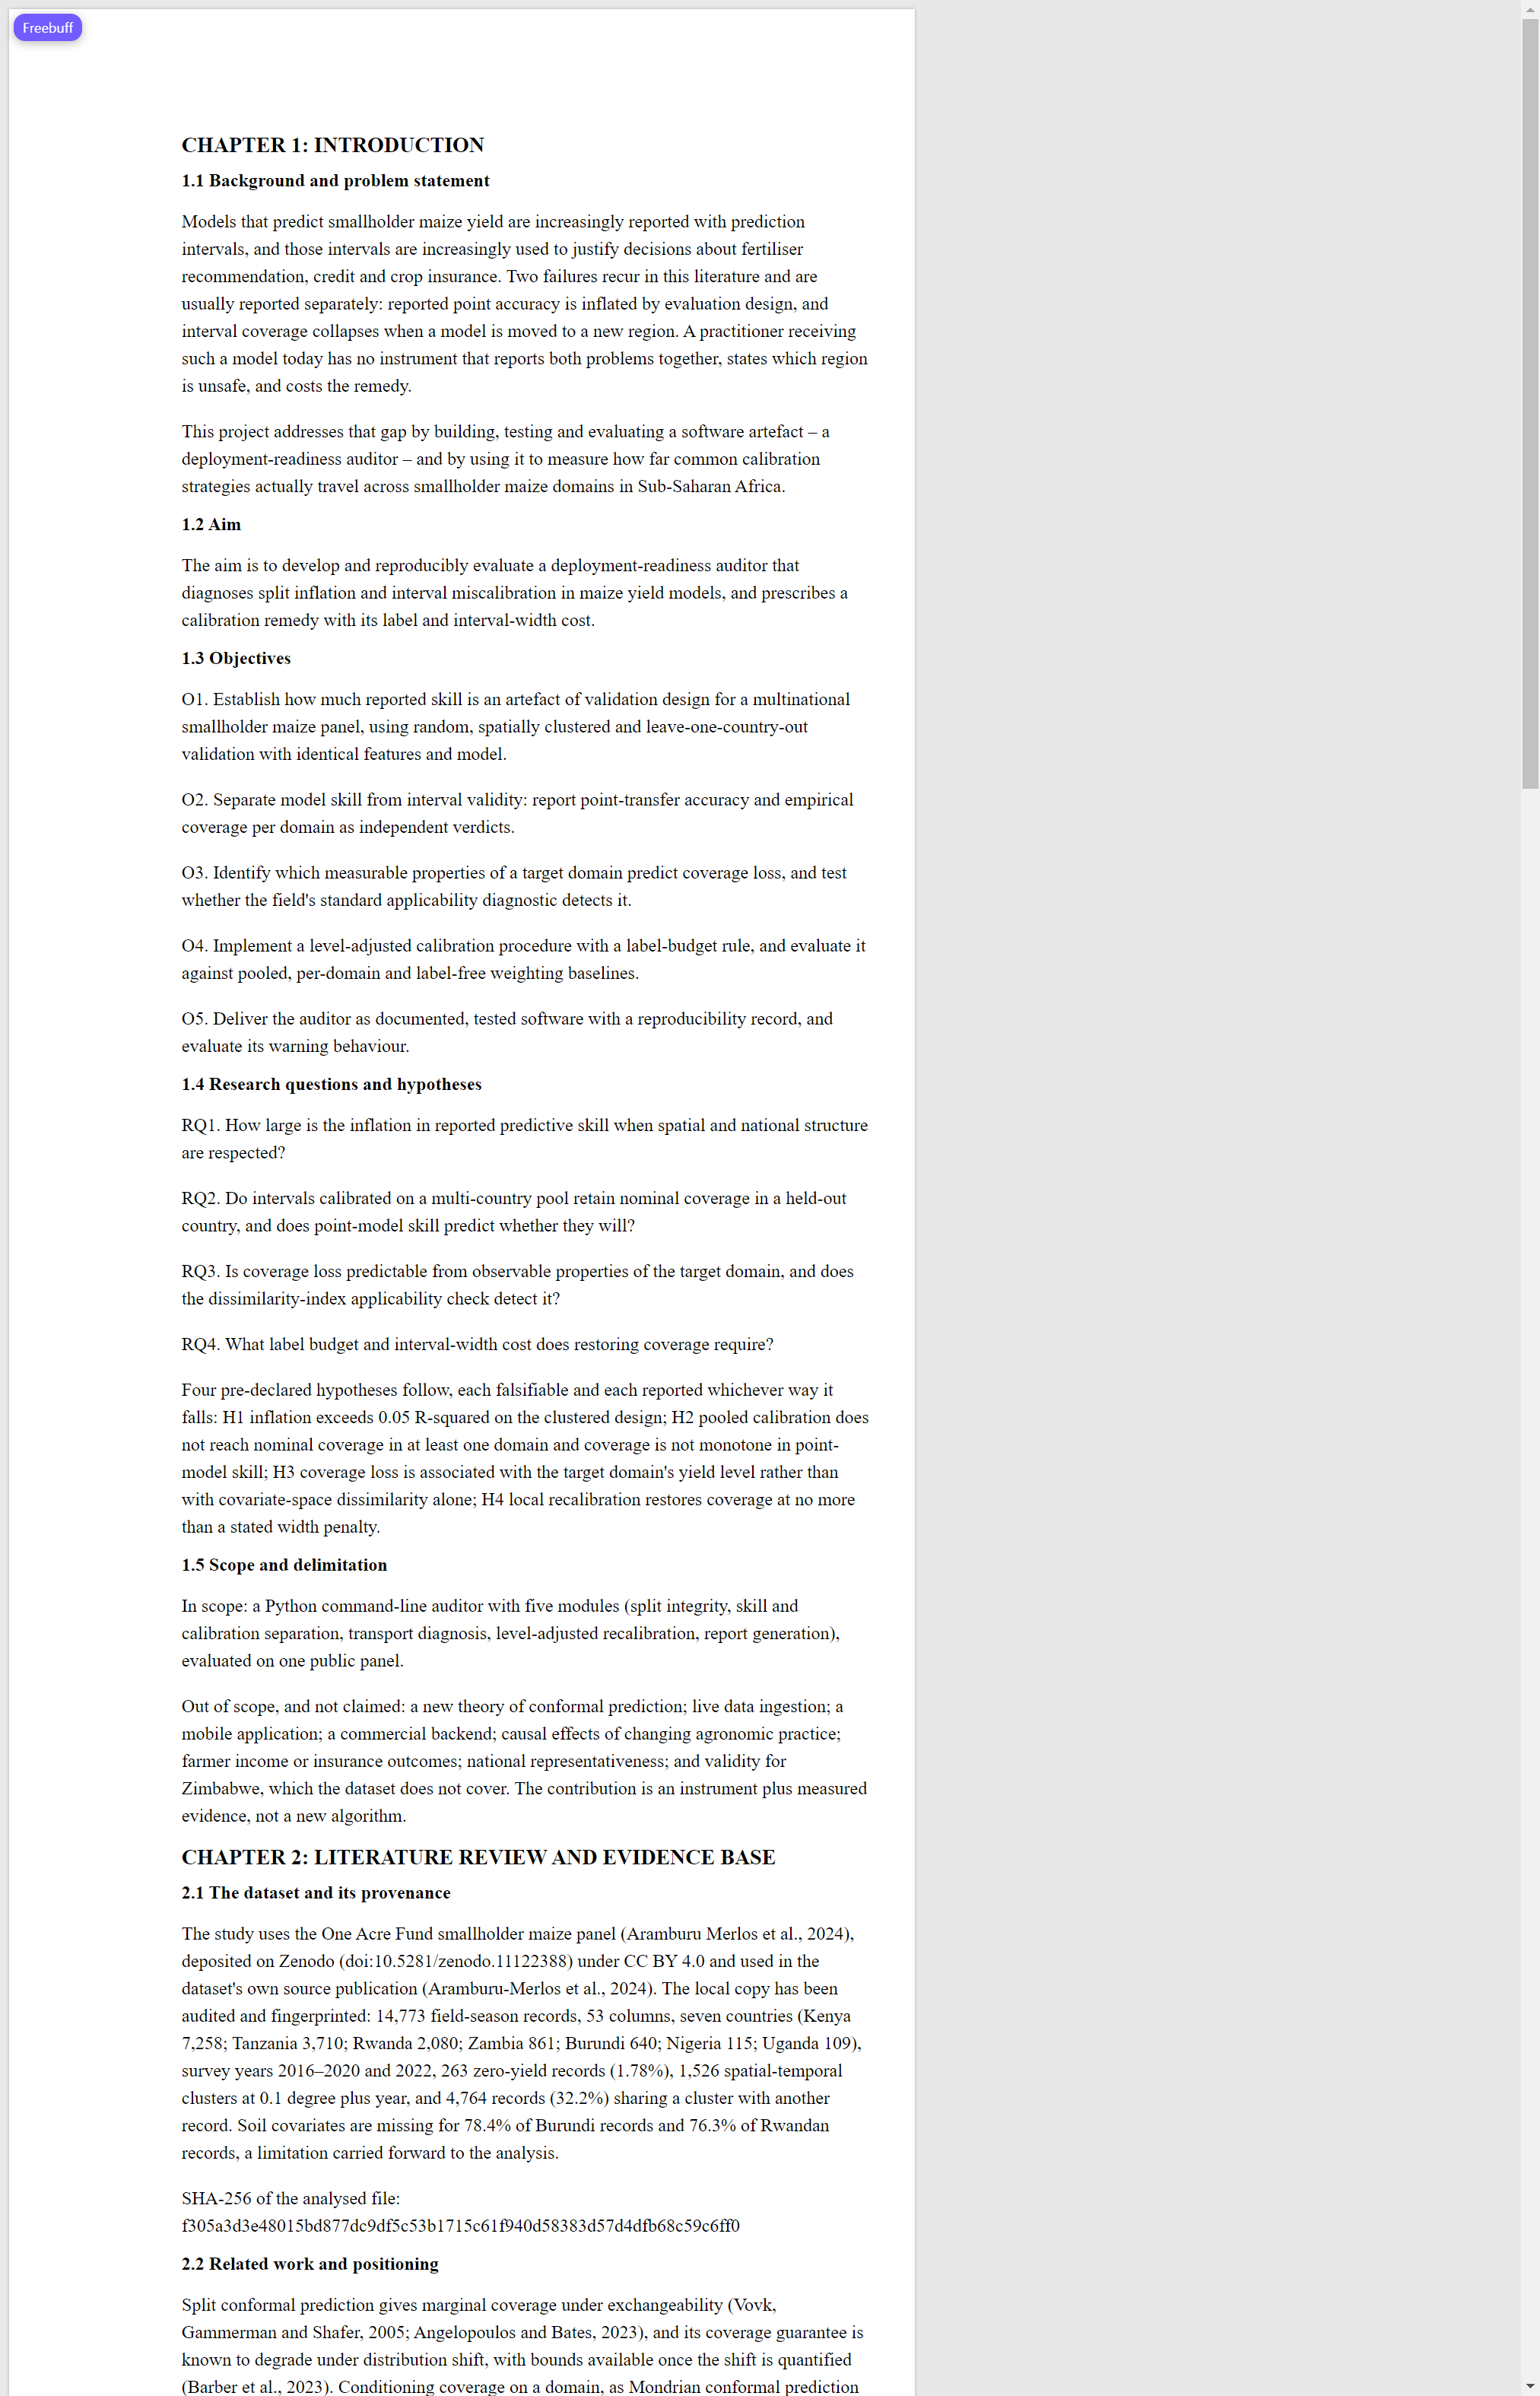 Freebuff
CHAPTER 1: INTRODUCTION
1.1 Background and problem statement
Models that predict smallholder maize yield are increasingly reported with prediction
intervals, and those intervals are increasingly used to justify decisions about fertiliser
recommendation, credit and crop insurance. Two failures recur in this literature and are
usually reported separately: reported point accuracy is inflated by evaluation design, and
interval coverage collapses when a model is moved to a new region. A practitioner receiving
such a model today has no instrument that reports both problems together, states which region
is unsafe, and costs the remedy.
This project addresses that gap by building, testing and evaluating a software artefact – a
deployment-readiness auditor – and by using it to measure how far common calibration
strategies actually travel across smallholder maize domains in Sub-Saharan Africa.
1.2 Aim
The aim is to develop and reproducibly evaluate a deployment-readiness auditor that
diagnoses split inflation and interval miscalibration in maize yield models, and prescribes a
calibration remedy with its label and interval-width cost.
1.3 Objectives
O1. Establish how much reported skill is an artefact of validation design for a multinational
smallholder maize panel, using random, spatially clustered and leave-one-country-out
validation with identical features and model.
O2. Separate model skill from interval validity: report point-transfer accuracy and empirical
coverage per domain as independent verdicts.
O3. Identify which measurable properties of a target domain predict coverage loss, and test
whether the field's standard applicability diagnostic detects it.
O4. Implement a level-adjusted calibration procedure with a label-budget rule, and evaluate it
against pooled, per-domain and label-free weighting baselines.
O5. Deliver the auditor as documented, tested software with a reproducibility record, and
evaluate its warning behaviour.
1.4 Research questions and hypotheses
RQ1. How large is the inflation in reported predictive skill when spatial and national structure
are respected?
RQ2. Do intervals calibrated on a multi-country pool retain nominal coverage in a held-out
country, and does point-model skill predict whether they will?
RQ3. Is coverage loss predictable from observable properties of the target domain, and does
the dissimilarity-index applicability check detect it?
RQ4. What label budget and interval-width cost does restoring coverage require?
Four pre-declared hypotheses follow, each falsifiable and each reported whichever way it
falls: H1 inflation exceeds 0.05 R-squared on the clustered design; H2 pooled calibration does
not reach nominal coverage in at least one domain and coverage is not monotone in point-
model skill; H3 coverage loss is associated with the target domain's yield level rather than
with covariate-space dissimilarity alone; H4 local recalibration restores coverage at no more
than a stated width penalty.
1.5 Scope and delimitation
In scope: a Python command-line auditor with five modules (split integrity, skill and
calibration separation, transport diagnosis, level-adjusted recalibration, report generation),
evaluated on one public panel.
Out of scope, and not claimed: a new theory of conformal prediction; live data ingestion; a
mobile application; a commercial backend; causal effects of changing agronomic practice;
farmer income or insurance outcomes; national representativeness; and validity for
Zimbabwe, which the dataset does not cover. The contribution is an instrument plus measured
evidence, not a new algorithm.
CHAPTER 2: LITERATURE REVIEW AND EVIDENCE BASE
2.1 The dataset and its provenance
The study uses the One Acre Fund smallholder maize panel (Aramburu Merlos et al., 2024),
deposited on Zenodo (doi:10.5281/zenodo.11122388) under CC BY 4.0 and used in the
dataset's own source publication (Aramburu-Merlos et al., 2024). The local copy has been
audited and fingerprinted: 14,773 field-season records, 53 columns, seven countries (Kenya
7,258; Tanzania 3,710; Rwanda 2,080; Zambia 861; Burundi 640; Nigeria 115; Uganda 109),
survey years 2016–2020 and 2022, 263 zero-yield records (1.78%), 1,526 spatial-temporal
clusters at 0.1 degree plus year, and 4,764 records (32.2%) sharing a cluster with another
record. Soil covariates are missing for 78.4% of Burundi records and 76.3% of Rwandan
records, a limitation carried forward to the analysis.
SHA-256 of the analysed file:
f305a3d3e48015bd877dc9df5c53b1715c61f940d58383d57d4dfb68c59c6ff0
2.2 Related work and positioning
Split conformal prediction gives marginal coverage under exchangeability (Vovk,
Gammerman and Shafer, 2005; Angelopoulos and Bates, 2023), and its coverage guarantee is
known to degrade under distribution shift, with bounds available once the shift is quantified
(Barber et al., 2023). Conditioning coverage on a domain, as Mondrian conformal prediction